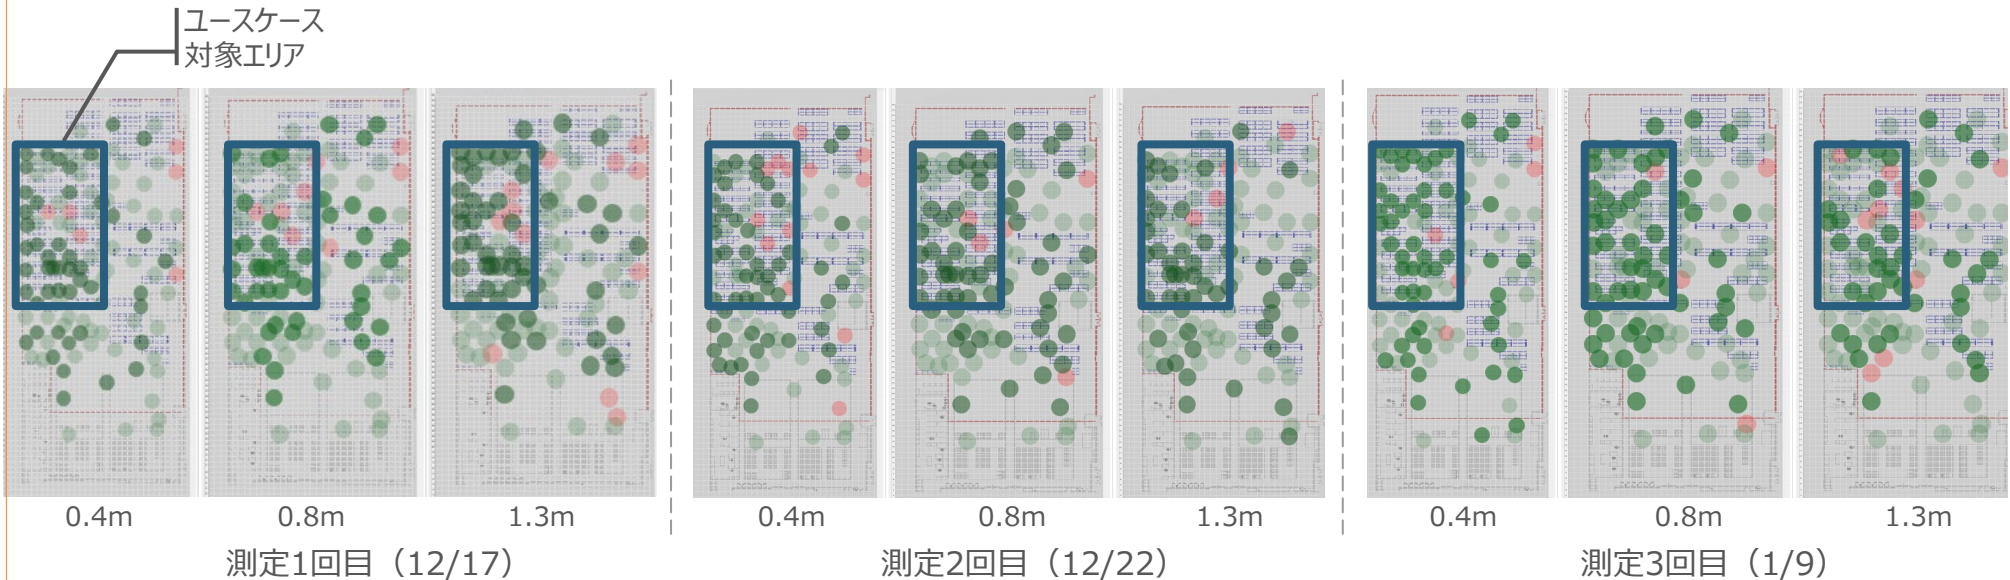 ユースケース
対象エリア
0.4m
0.8m
1.3m
0.4m
0.8m
1.3m
0.4m
0.8m
1.3m
測定1回目（12/17）
測定2回目（12/22）
測定3回目（1/9）